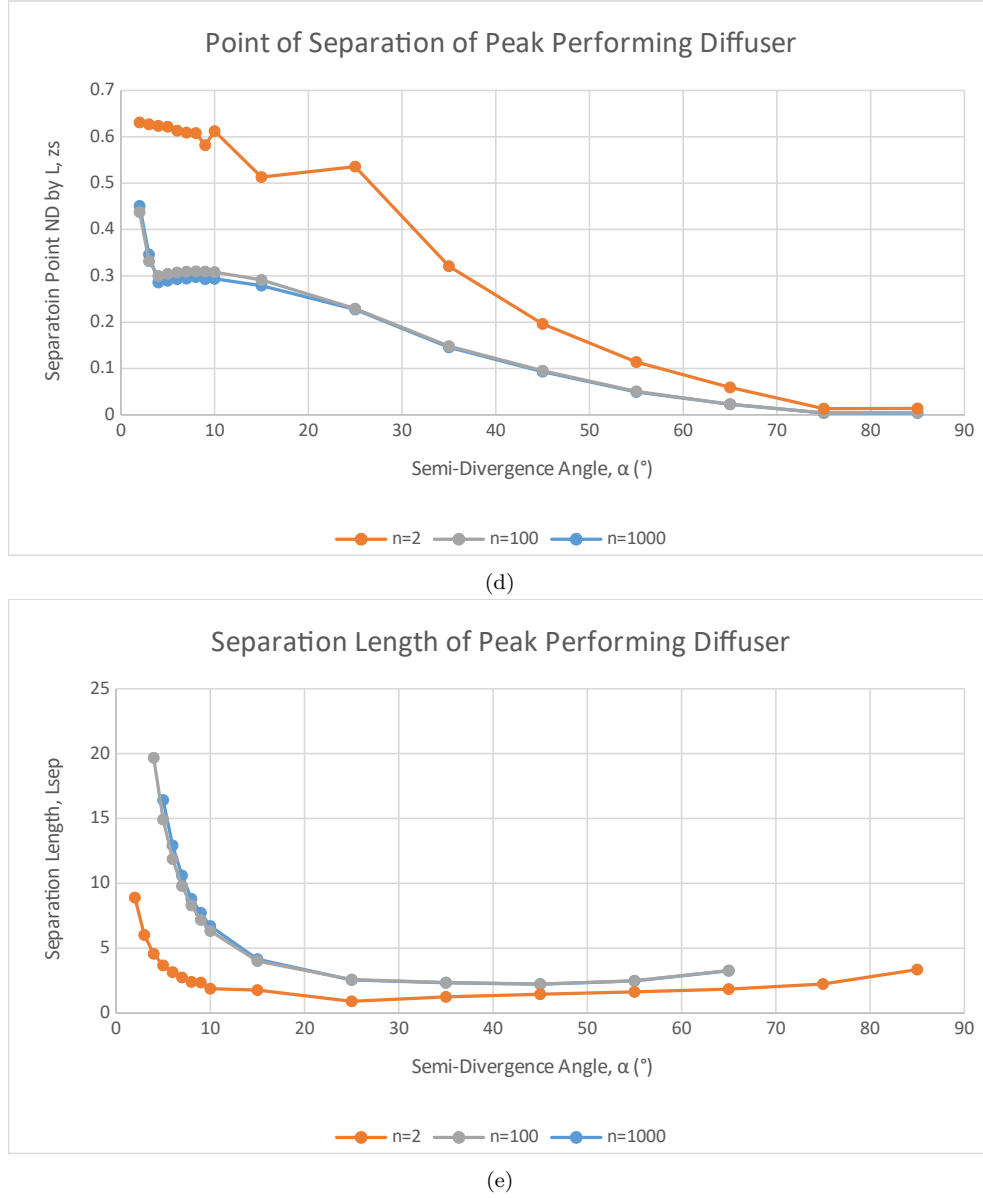 Point of Separation of Peak Performing Diffuser
Separatoin Point ND by L, zs
0.7
0.6
0.5
0.4
0.3
0.2
0.1
0
0 10 20 30 40 50 60 70 80 90
Semi-Divergence Angle, α (°)
n=2 n=100 n=1000
(d)
Separation Length of Peak Performing Diffuser
Separation Length, Lsep
25
20
15
10
5
0
0 10 20 30 40 50 60 70 80 90
Semi-Divergence Angle, α (°)
n=2 n=100 n=1000
(e)